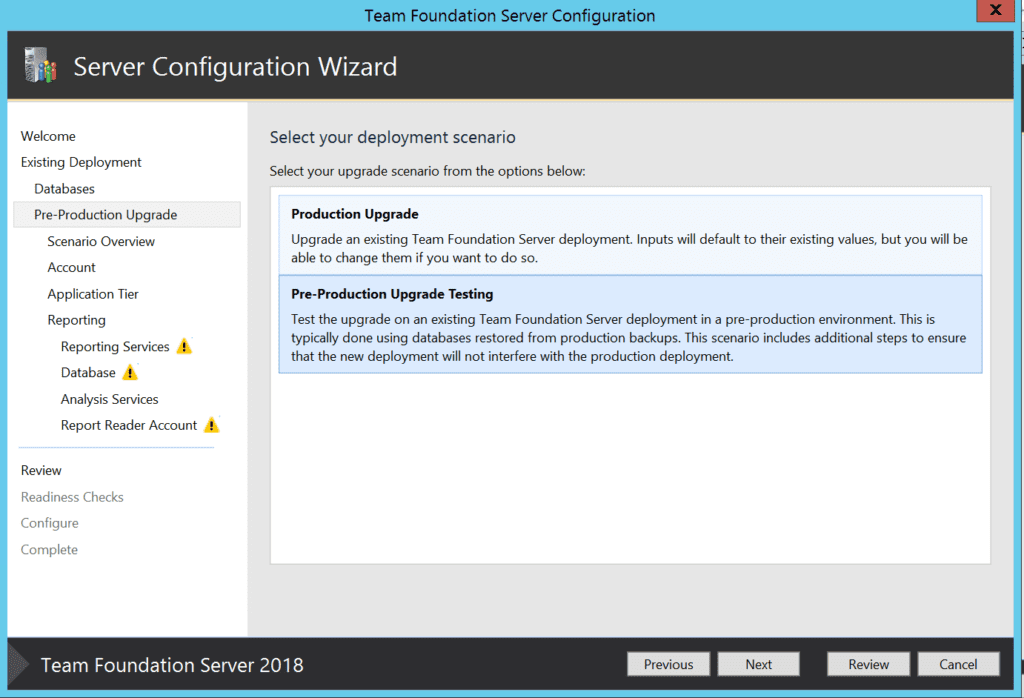 Team Foundation Server Configuration
X
Server Configuration Wizard
Welcome
Existing Deployment
Databases
Pre-Production Upgrade
Scenario Overview
Account
Application Tier
Reporting
Reporting Services
Database
Analysis Services
Report Reader Account
Review
Readiness Checks
Configure
Complete
Select your deployment scenario
Select your upgrade scenario from the options below:
Production Upgrade
Upgrade an existing Team Foundation Server deployment. Inputs will default to their existing values, but you will be
able to change them if you want to do so.
Pre-Production Upgrade Testing
Test the upgrade on an existing Team Foundation Server deployment in a pre-production environment. This is
typically done using databases restored from production backups. This scenario includes additional steps to ensure
that the new deployment will not interfere with the production deployment.
Team Foundation Server 2018
Previous
Next
Review
Cancel